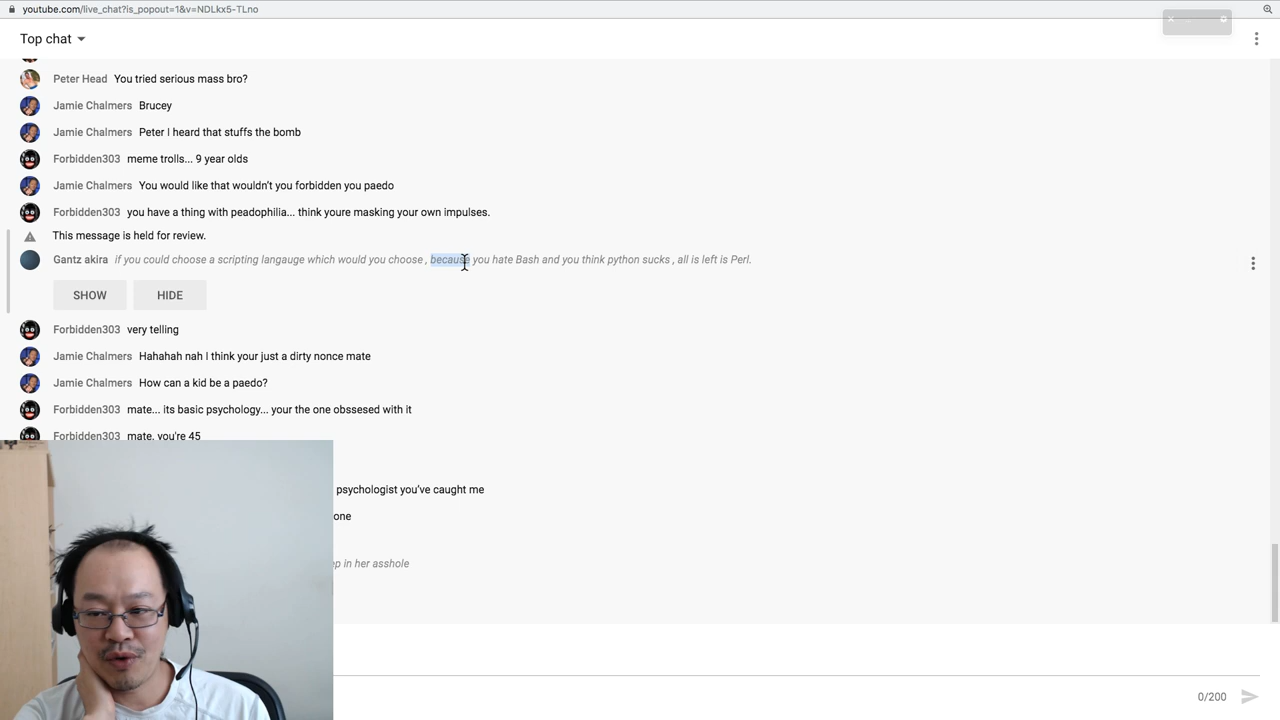 youtube.com/live_chat?is_popout=1&v=NDLkx5-TLno
Top chat
Peter Head You tried serious mass bro?
Jamie Chalmers Brucey
Jamie Chalmers Peter I heard that stuffs the bomb
Forbidden303 meme trolls... 9 year olds
Jamie Chalmers You would like that wouldn't you forbidden you paedo
Forbidden303 you have a thing with peadophilia... think youre masking your own impulses.
This message is held for review.
Gantz akira if you could choose a scripting langauge which would you choose , because you hate Bash and you think python sucks , all is left is Perl.
SHOW HIDE
Forbidden303 very telling
Jamie Chalmers Hahahah nah I think your just a dirty nonce mate
Jamie Chalmers How can a kid be a paedo?
Forbidden303 mate... its basic psychology... your the one obssesed with it
Forbidden303 mate, you're 45
psychologist you've caught me
one
in her asshole
0/200